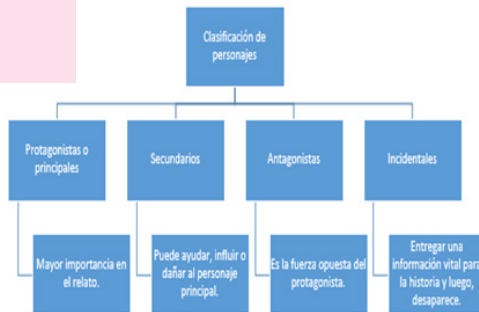 Clasificación de
personajes
Protagonistas o
principales
Secundarios
Antagonistas
Incidentales
Mayor importancia en
el relato.
Puede ayudar, influir o
dañar al personaje
principal.
Es la fuerza opuesta del
protagonista.
Entregar una
información vital para
la historia y luego,
desaparece.